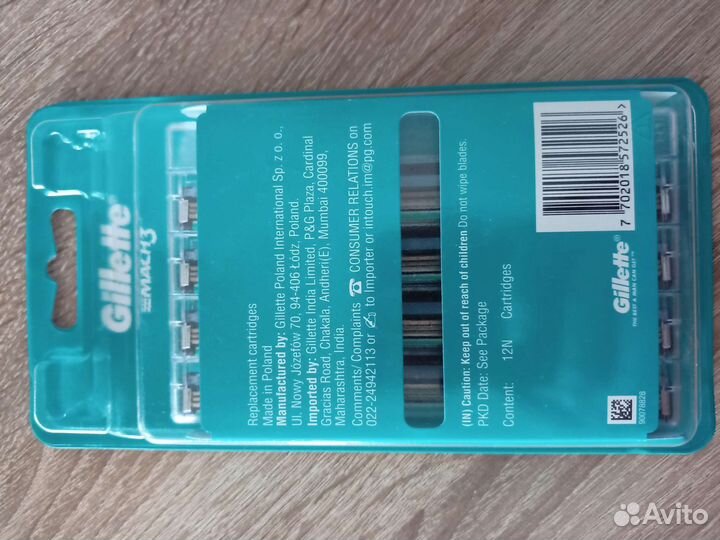 Gillette
MACH3
Replacement cartridges
Made in Poland
Manufactured by: Gillette Poland International Sp. z o. o.,
Ul. Nowy Józefów 70, 94-406 Łódz, Poland.
Imported by: Gillette India Limited, P&G Plaza, Cardinal
Gracias Road, Chakala, Andheri(E), Mumbai 400099,
Maharashtra, India.
Comments/ Complaints ☎ CONSUMER RELATIONS on
022-24942113 or ✍ to Importer or intouch.im@pg.com
(IN) Caution: Keep out of reach of children Do not wipe blades.
PKD Date: See Package
Content: 12N Cartridges
7 702018 572526 >
Gillette®
THE BEST A MAN CAN GET™
90078828
Avito